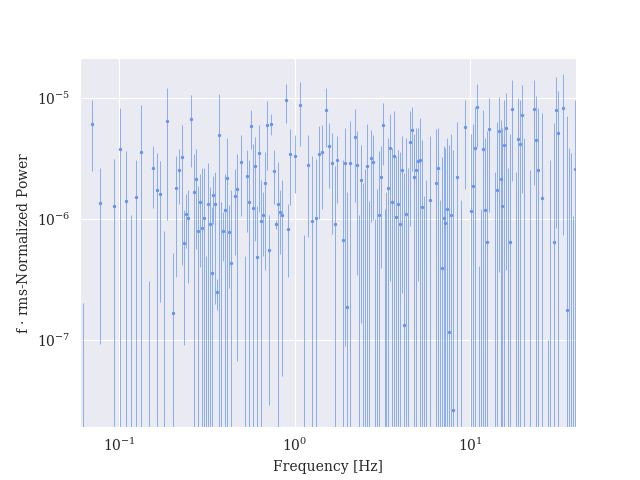 f · rms-Normalized Power
10⁻⁵
10⁻⁶
10⁻⁷
10⁻¹ 10⁰ 10¹
Frequency [Hz]